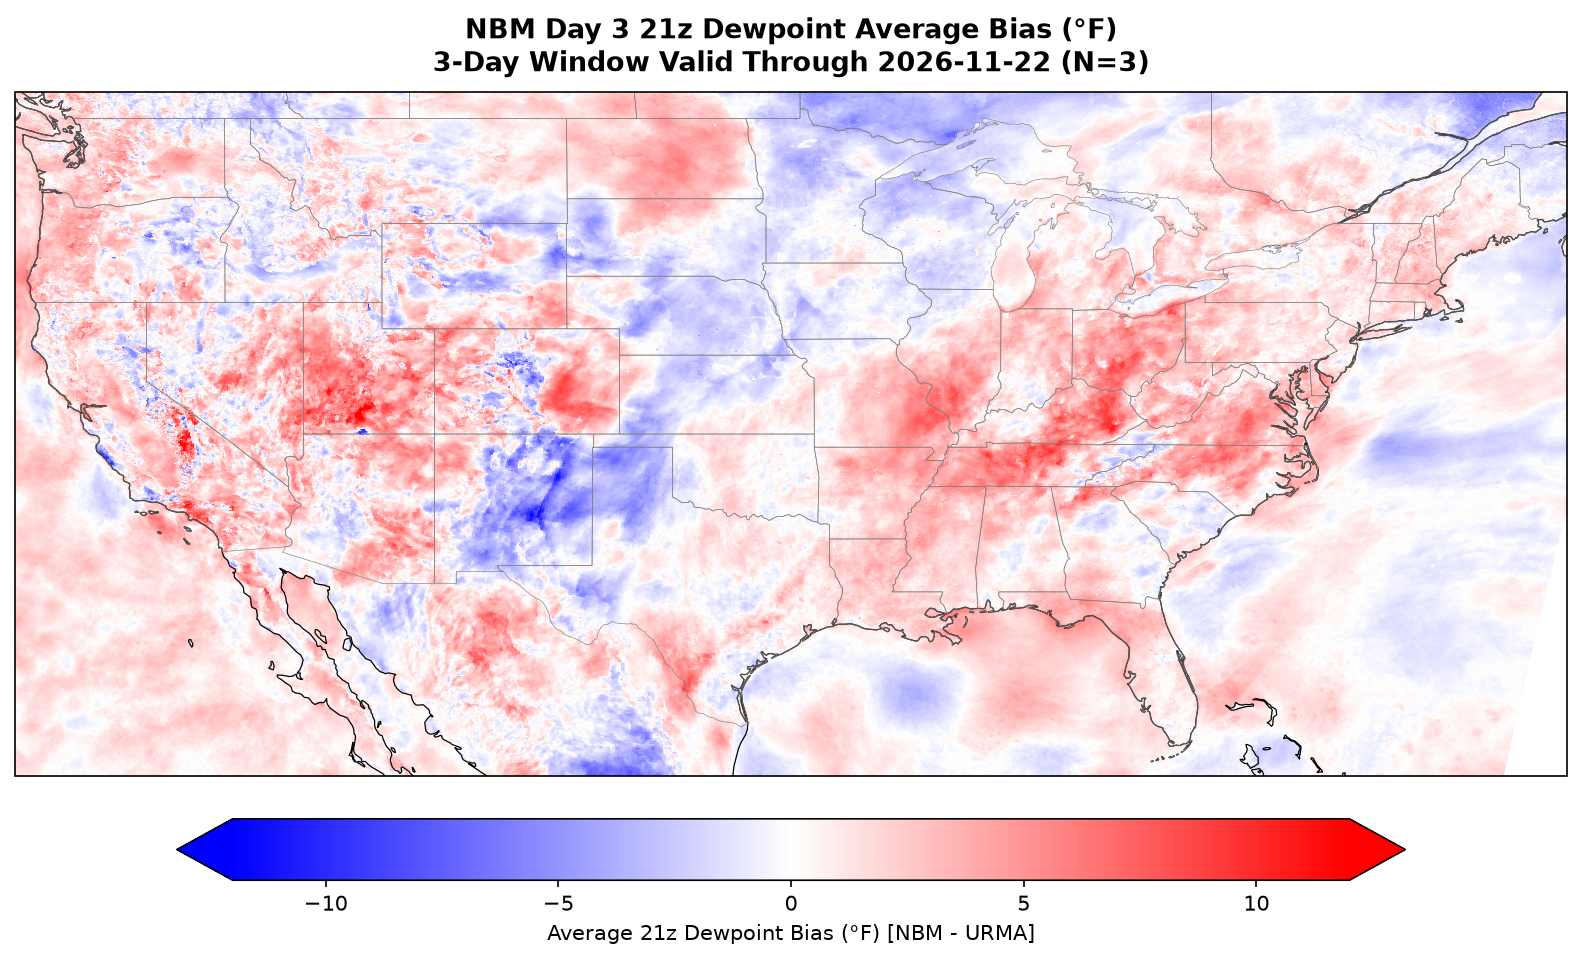 NBM Day 3 21z Dewpoint Average Bias (°F)
3-Day Window Valid Through 2026-11-22 (N=3)
−10 −5 0 5 10
Average 21z Dewpoint Bias (°F) [NBM - URMA]